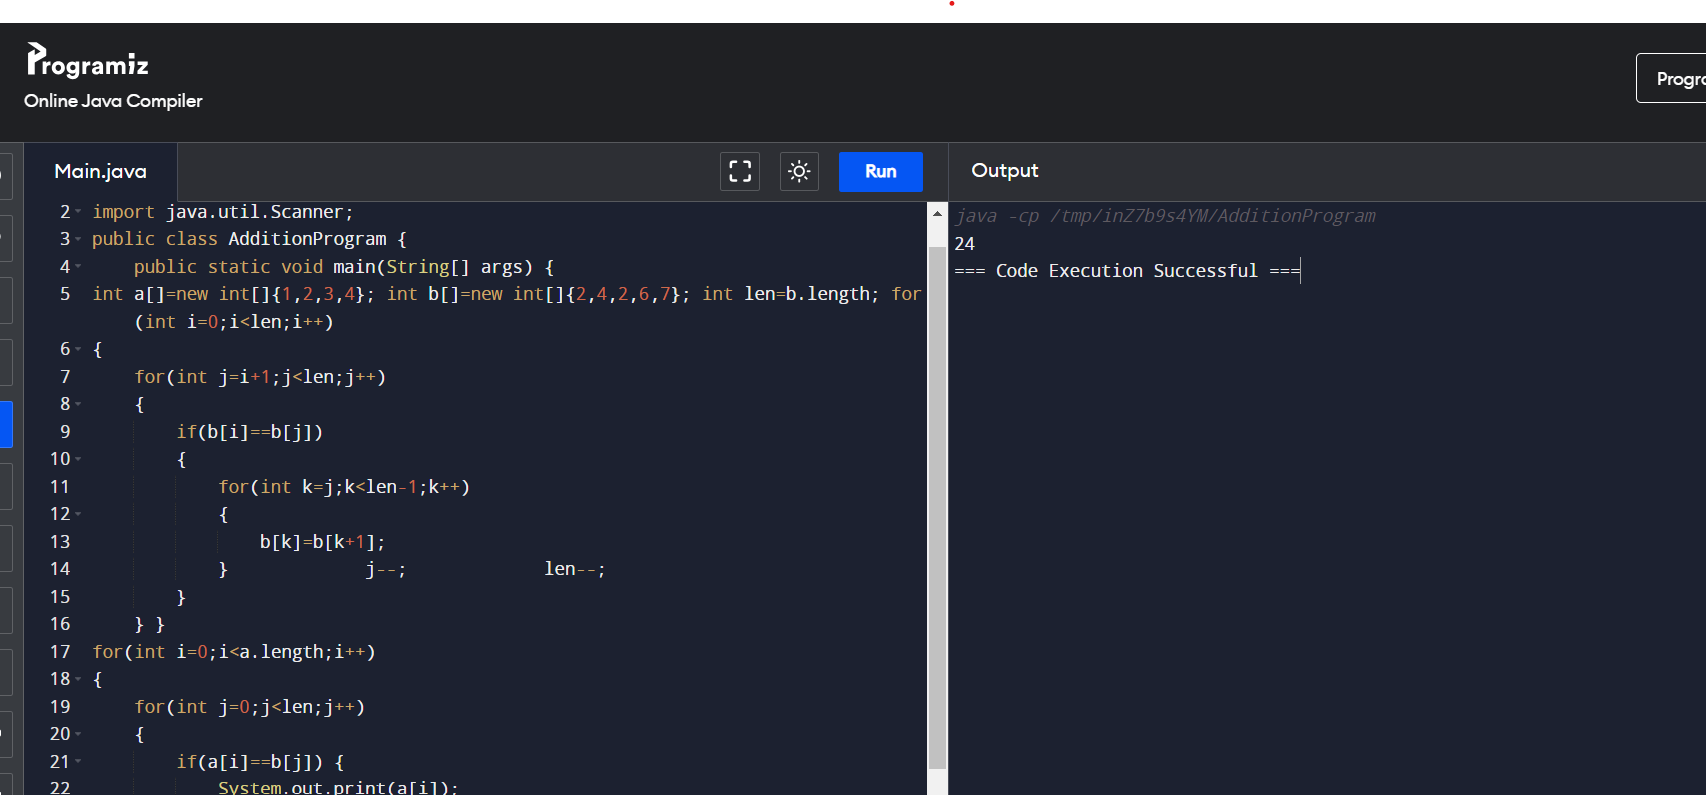 Programiz
Online Java Compiler
Progra
Main.java
Run
Output
2 import java.util.Scanner;
3 public class AdditionProgram {
4 public static void main(String[] args) {
5 int a[]=new int[]{1,2,3,4}; int b[]=new int[]{2,4,2,6,7}; int len=b.length; for
(int i=0;i<len;i++)
6 {
7 for(int j=i+1;j<len;j++)
8 {
9 if(b[i]==b[j])
10 {
11 for(int k=j;k<len-1;k++)
12 {
13 b[k]=b[k+1];
14 } j--; len--;
15 }
16 } }
17 for(int i=0;i<a.length;i++)
18 {
19 for(int j=0;j<len;j++)
20 {
21 if(a[i]==b[j]) {
22 System.out.print(a[i]);
java -cp /tmp/inZ7b9s4YM/AdditionProgram
24
=== Code Execution Successful ===